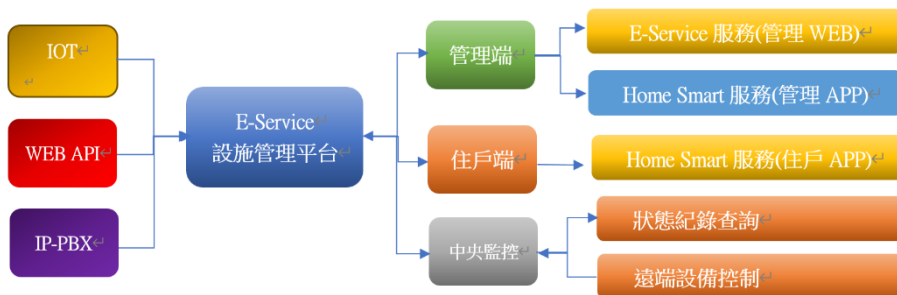 IOT
WEB API
IP-PBX
E-Service
設施管理平台
管理端
住戶端
中央監控
E-Service 服務(管理 WEB)
Home Smart 服務(管理 APP)
Home Smart 服務(住戶 APP)
狀態紀錄查詢
遠端設備控制